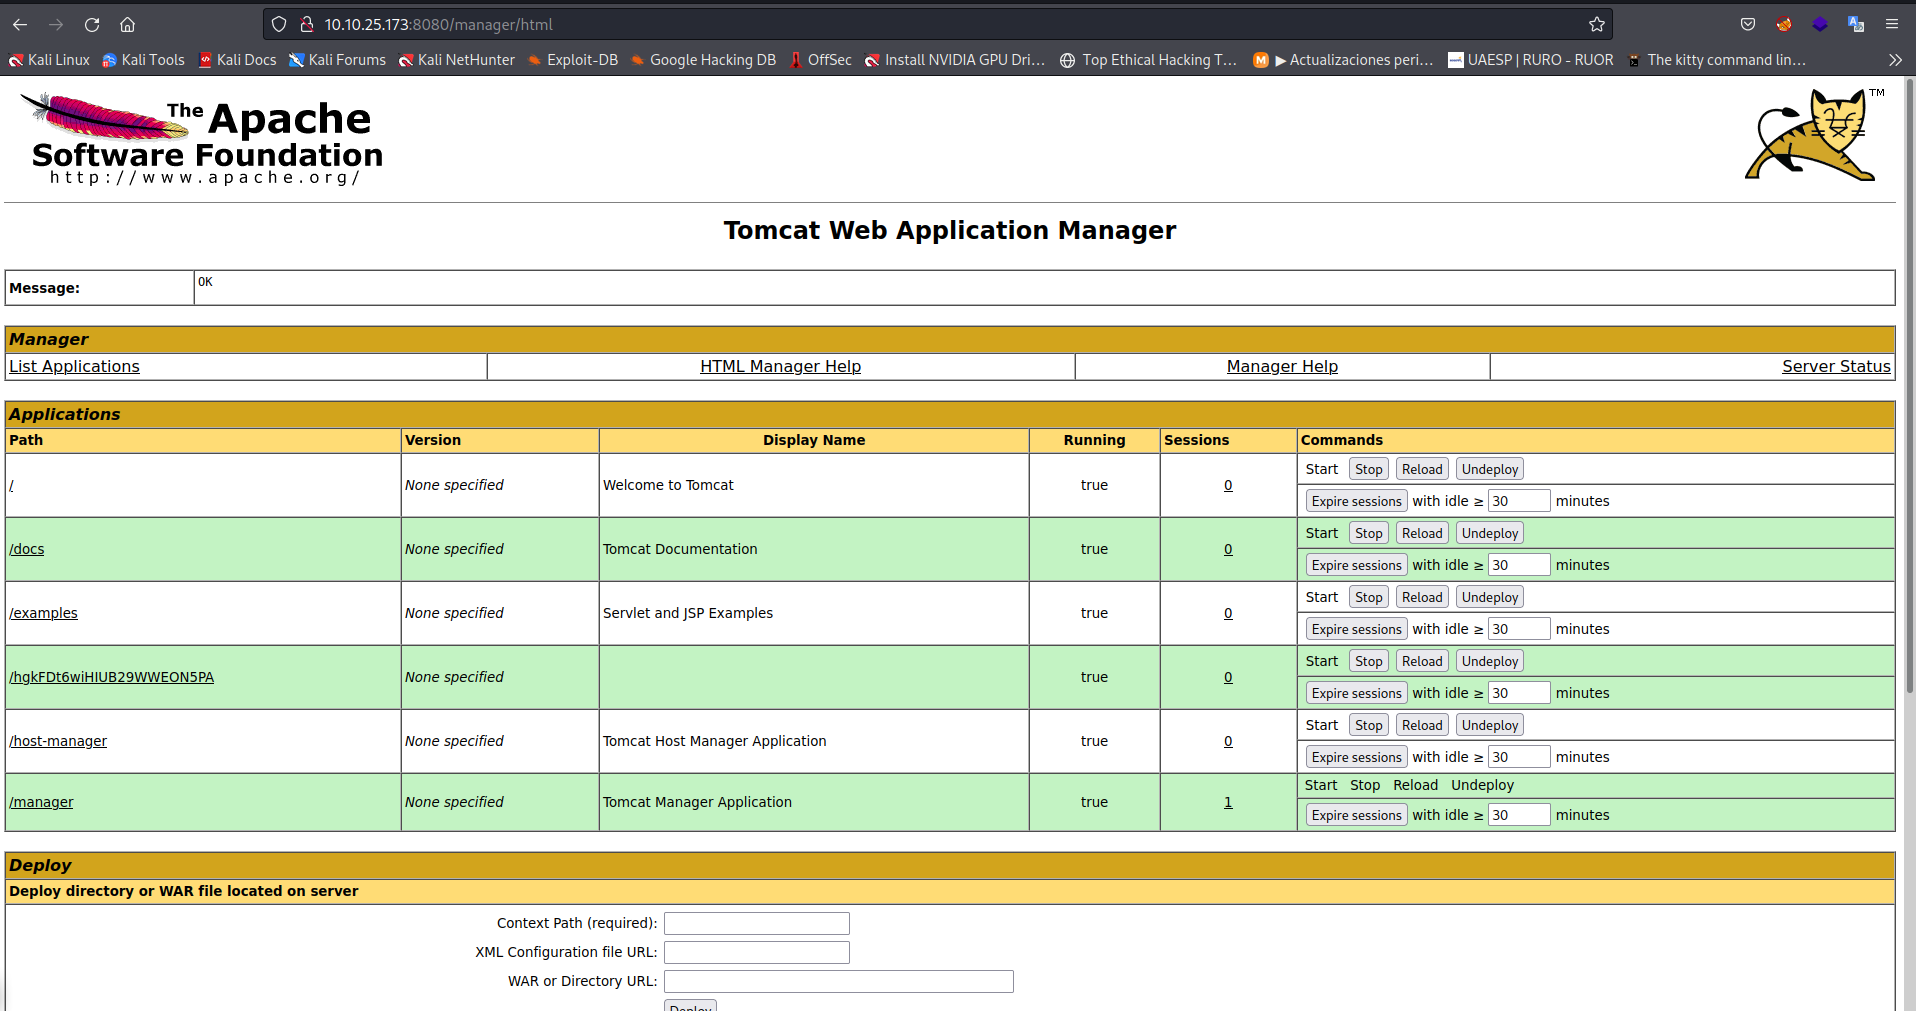 10.10.25.173:8080/manager/html
Kali Linux Kali Tools Kali Docs Kali Forums Kali NetHunter Exploit-DB Google Hacking DB OffSec Install NVIDIA GPU Dri… Top Ethical Hacking T… ▶ Actualizaciones peri… UAESP | RURO - RUOR The kitty command lin…
The Apache
Software Foundation
http://www.apache.org/
TM
Tomcat Web Application Manager
Message: OK
Manager
List Applications HTML Manager Help Manager Help Server Status
Applications
Path Version Display Name Running Sessions Commands
/ None specified Welcome to Tomcat true 0 Start Stop Reload Undeploy
Expire sessions with idle ≥ 30 minutes
/docs None specified Tomcat Documentation true 0 Start Stop Reload Undeploy
Expire sessions with idle ≥ 30 minutes
/examples None specified Servlet and JSP Examples true 0 Start Stop Reload Undeploy
Expire sessions with idle ≥ 30 minutes
/hgkFDt6wiHIUB29WWEON5PA None specified true 0 Start Stop Reload Undeploy
Expire sessions with idle ≥ 30 minutes
/host-manager None specified Tomcat Host Manager Application true 0 Start Stop Reload Undeploy
Expire sessions with idle ≥ 30 minutes
/manager None specified Tomcat Manager Application true 1 Start Stop Reload Undeploy
Expire sessions with idle ≥ 30 minutes
Deploy
Deploy directory or WAR file located on server
Context Path (required):
XML Configuration file URL:
WAR or Directory URL:
Deploy